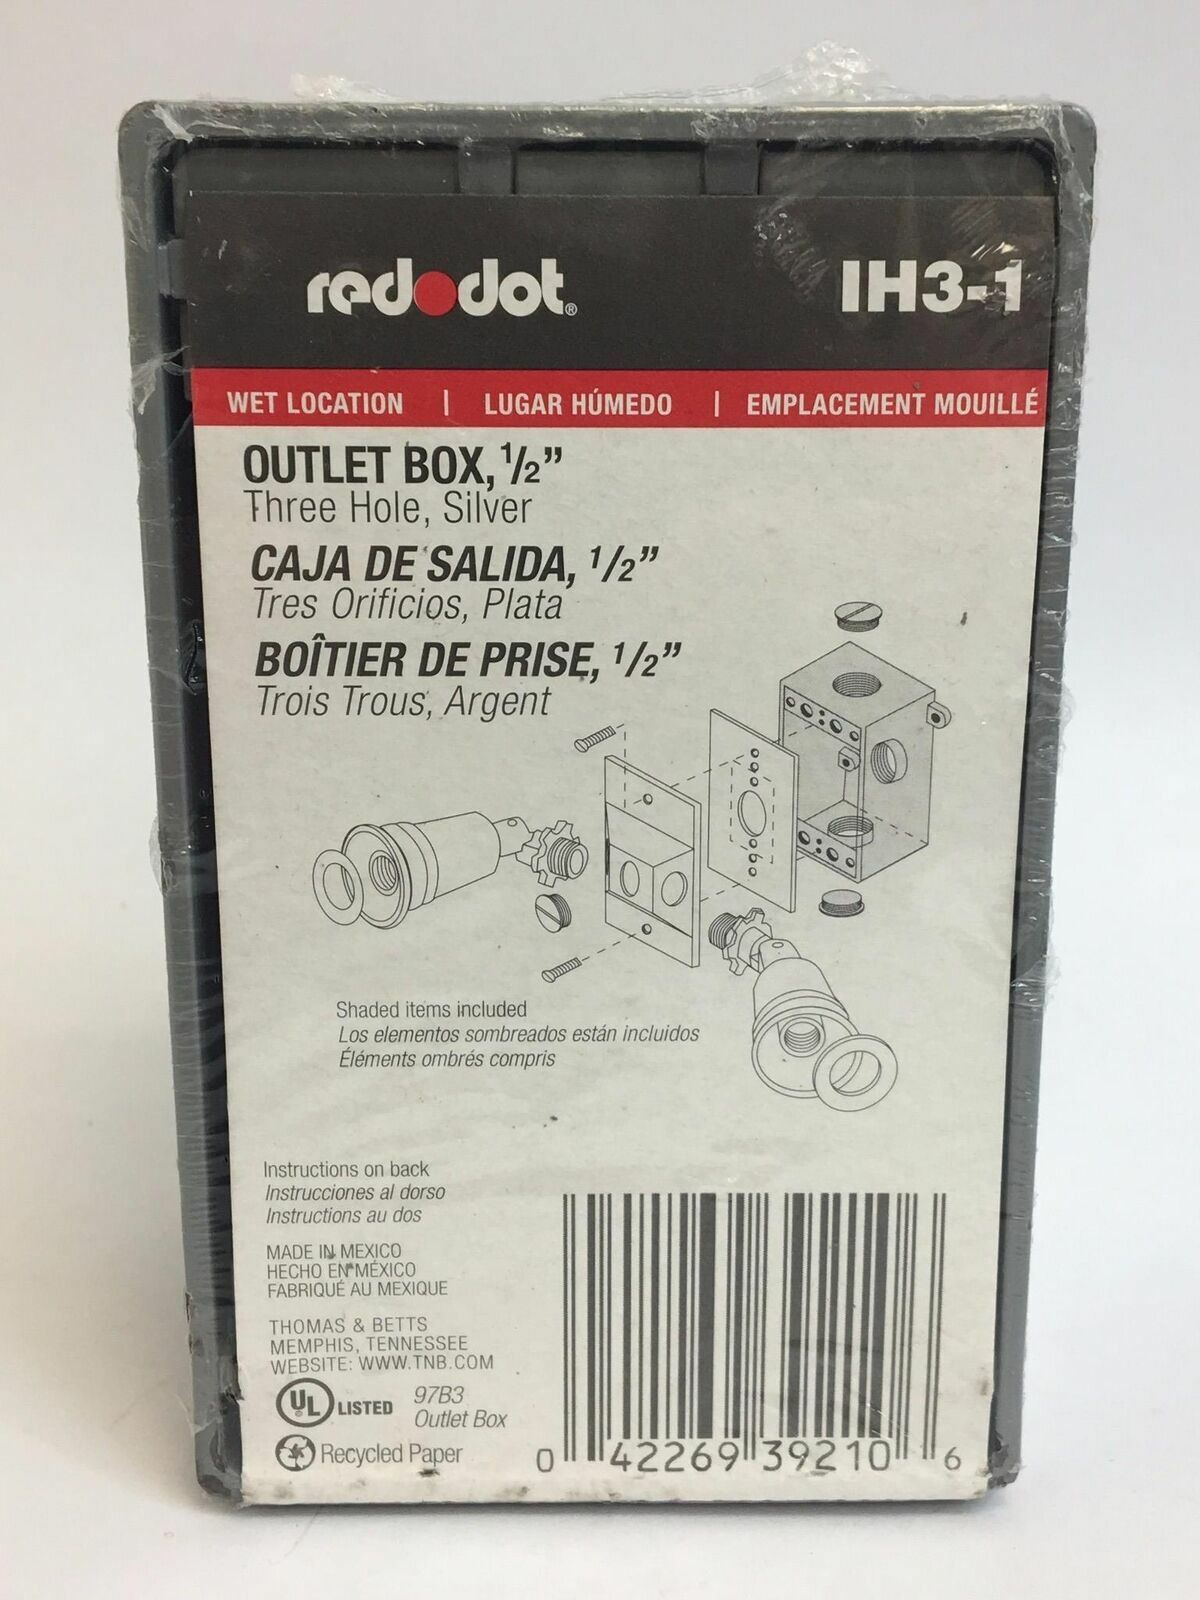 red•dot®
IH3-1
WET LOCATION | LUGAR HÚMEDO | EMPLACEMENT MOUILLÉ
OUTLET BOX, 1/2”
Three Hole, Silver
CAJA DE SALIDA, 1/2”
Tres Orificios, Plata
BOÎTIER DE PRISE, 1/2”
Trois Trous, Argent
Shaded items included
Los elementos sombreados están incluidos
Éléments ombrés compris
Instructions on back
Instrucciones al dorso
Instructions au dos
MADE IN MEXICO
HECHO EN MÉXICO
FABRIQUÉ AU MEXIQUE
THOMAS & BETTS
MEMPHIS, TENNESSEE
WEBSITE: WWW.TNB.COM
UL® LISTED 97B3
Outlet Box
Recycled Paper
0 42269 39210 6